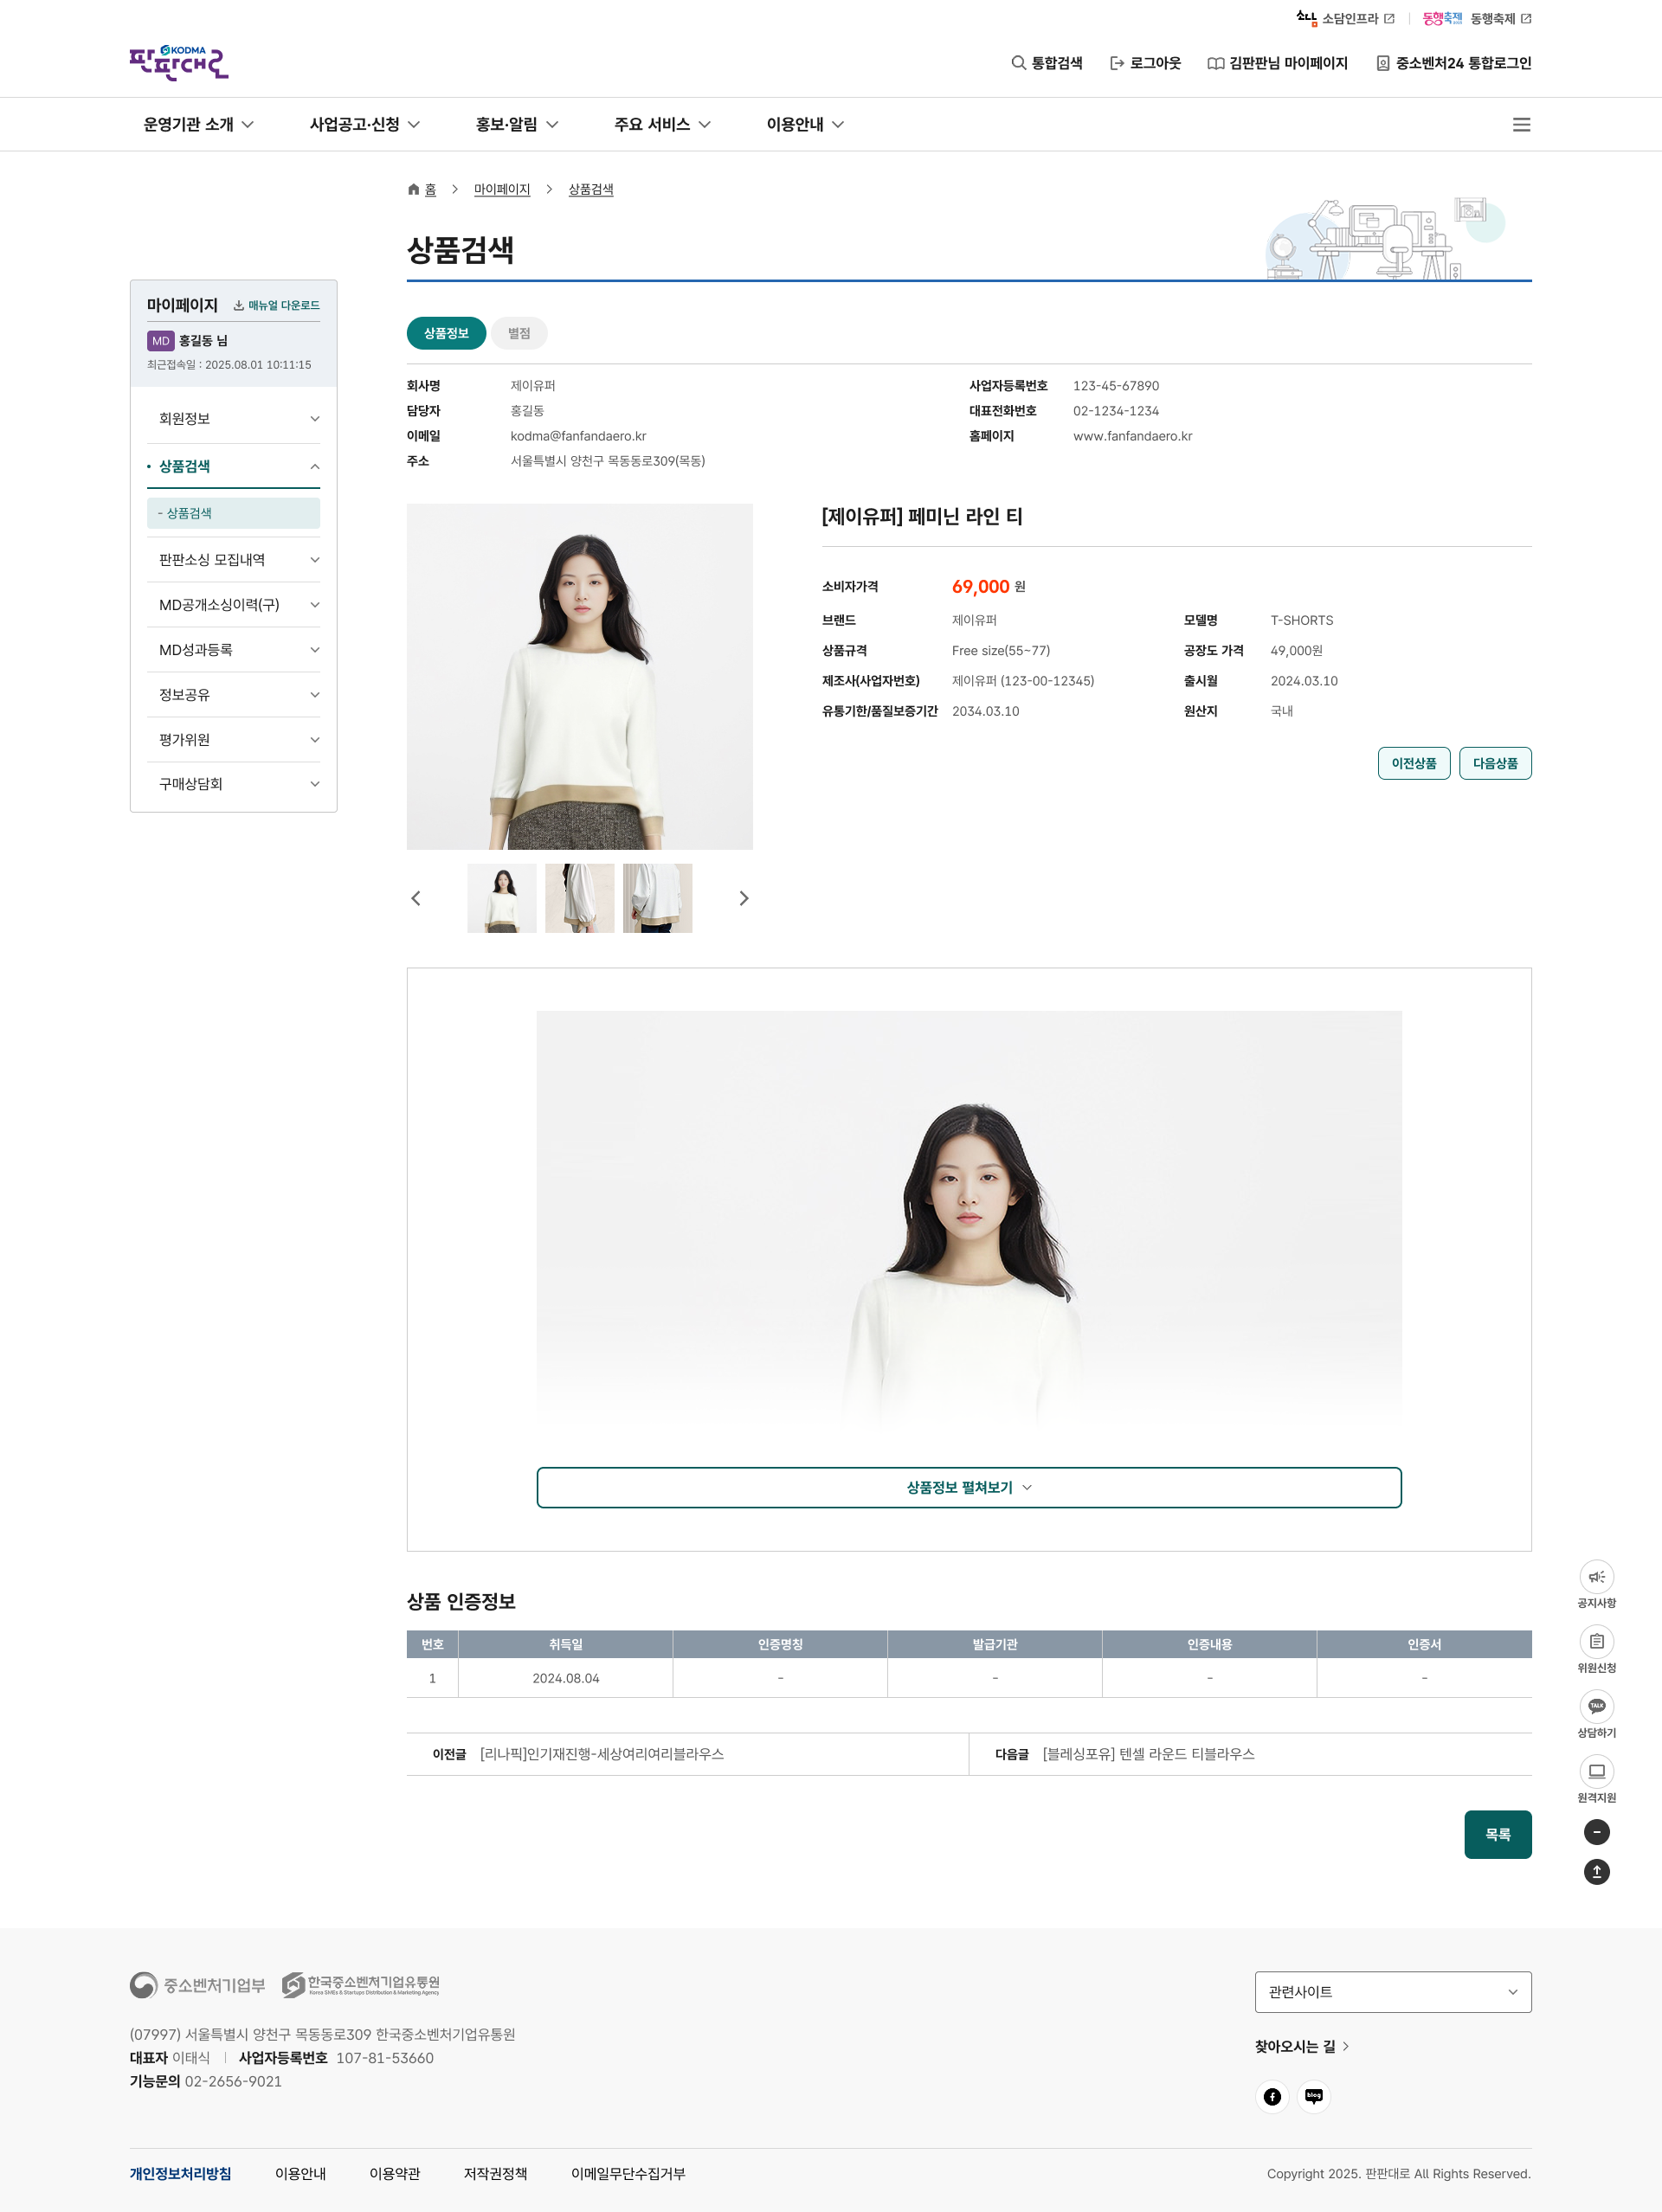 소담 소담인프라
동행축제 동행축제
KODMA
판판대로
통합검색 로그아웃 김판판님 마이페이지 중소벤처24 통합로그인
운영기관 소개 사업공고·신청 홍보·알림 주요 서비스 이용안내
홈 > 마이페이지 > 상품검색
상품검색
마이페이지 매뉴얼 다운로드
MD 홍길동 님
최근접속일 : 2025.08.01 10:11:15
회원정보
상품검색
- 상품검색
판판소싱 모집내역
MD공개소싱이력(구)
MD성과등록
정보공유
평가위원
구매상담회
상품정보 별점
회사명 제이유퍼 사업자등록번호 123-45-67890
담당자 홍길동 대표전화번호 02-1234-1234
이메일 kodma@fanfandaero.kr 홈페이지 www.fanfandaero.kr
주소 서울특별시 양천구 목동동로309(목동)
[제이유퍼] 페미닌 라인 티
소비자가격 69,000 원
브랜드 제이유퍼 모델명 T-SHORTS
상품규격 Free size(55~77) 공장도 가격 49,000원
제조사(사업자번호) 제이유퍼 (123-00-12345) 출시월 2024.03.10
유통기한/품질보증기간 2034.03.10 원산지 국내
이전상품 다음상품
상품정보 펼쳐보기
상품 인증정보
번호 취득일 인증명칭 발급기관 인증내용 인증서
1 2024.08.04 - - - -
이전글 [리나픽]인기재진행-세상여리여리블라우스 다음글 [블레싱포유] 텐셀 라운드 티블라우스
목록
공지사항
위원신청
TALK
상담하기
원격지원
중소벤처기업부 한국중소벤처기업유통원
Korea SMEs & Startups Distribution & Marketing Agency
(07997) 서울특별시 양천구 목동동로309 한국중소벤처기업유통원
대표자 이태식 | 사업자등록번호 107-81-53660
기능문의 02-2656-9021
관련사이트
찾아오시는 길
blog
개인정보처리방침 이용안내 이용약관 저작권정책 이메일무단수집거부
Copyright 2025. 판판대로 All Rights Reserved.